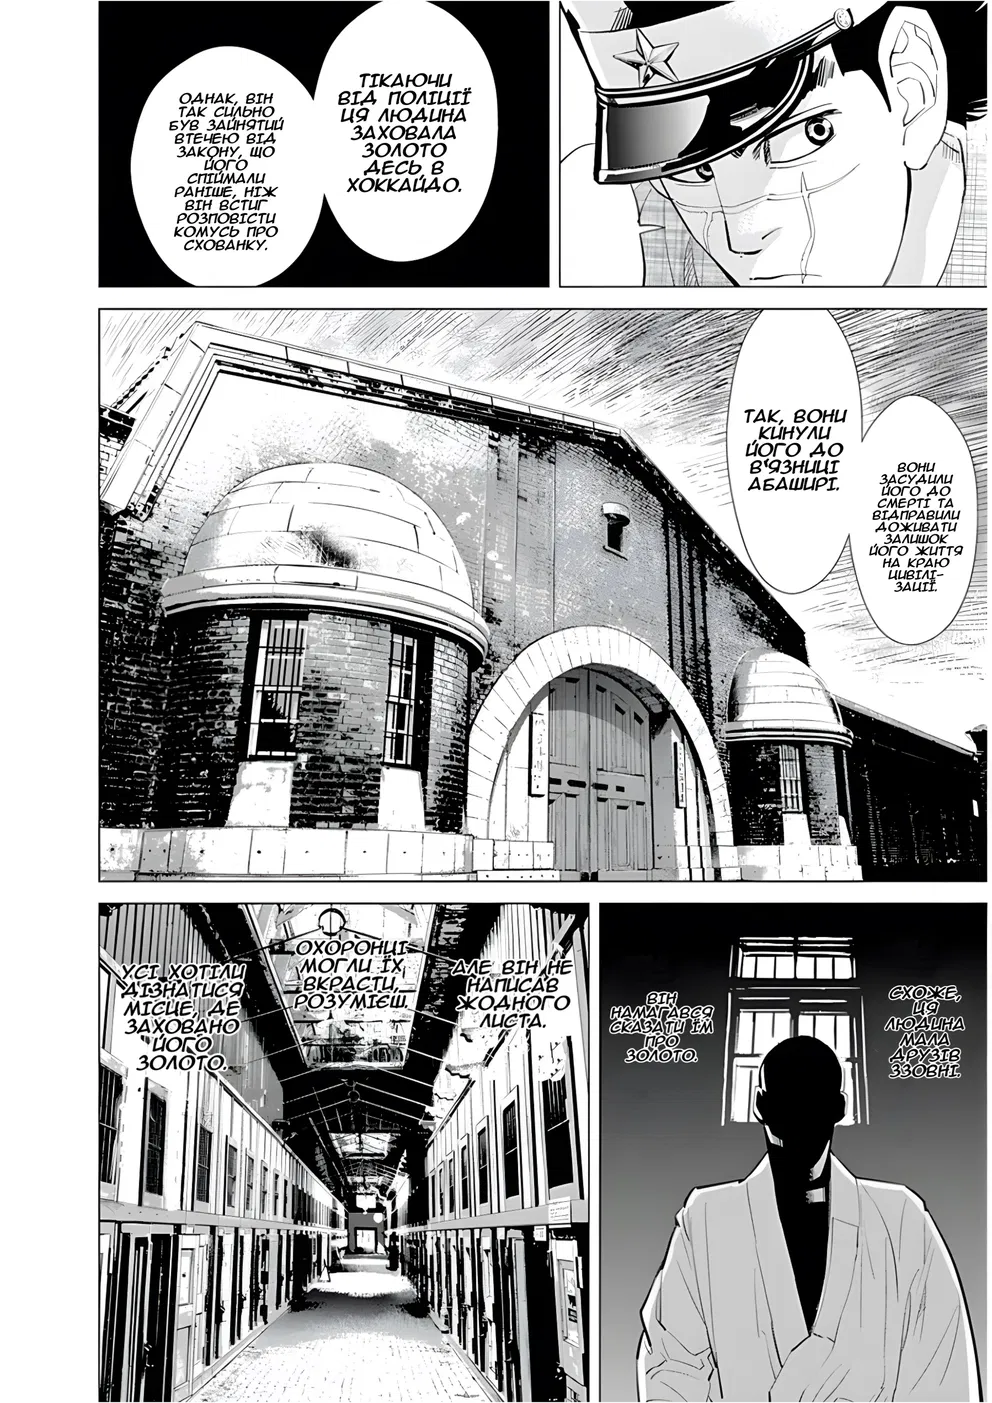 ТІКАЮЧИ
ВІД ПОЛІЦІЇ
ЦЯ ЛЮДИНА
ЗАХОВАЛА
ЗОЛОТО
ДЕСЬ В
ХОККАЙДО.
ОДНАК, ВІН
ТАК СИЛЬНО
БУВ ЗАЙНЯТИЙ
ВТЕЧЕЮ ВІД
ЗАКОНУ, ЩО
ЙОГО
СПІЙМАЛИ
РАНІШЕ, НІЖ
ВІН ВСТИГ
РОЗПОВІСТИ
КОМУСЬ ПРО
СХОВАНКУ.
ВОНИ
ЗАСУДИЛИ
ЙОГО ДО
СМЕРТІ ТА
ВІДПРАВИЛИ
ДОЖИВАТИ
ЗАЛИШОК
ЙОГО ЖИТТЯ
НА КРАЮ
ЦИВІЛІ-
ЗАЦІЇ.
ТАК, ВОНИ
КИНУЛИ
ЙОГО ДО
В'ЯЗНИЦІ
АБАШИРІ.
СХОЖЕ,
ЦЯ
ЛЮДИНА
МАЛА
ДРУЗІВ
ЗЗОВНІ.
ВІН
НАМАГАВСЯ
СКАЗАТИ ЇМ
ПРО
ЗОЛОТО.
АЛЕ ВІН НЕ
НАПИСАВ
ЖОДНОГО
ЛИСТА.
ОХОРОНЦІ
МОГЛИ ЇХ
ВКРАСТИ,
РОЗУМІЄШ.
УСІ ХОТІЛИ
ДІЗНАТИСЯ
МІСЦЕ, ДЕ
ЗАХОВАНО
ЙОГО
ЗОЛОТО.